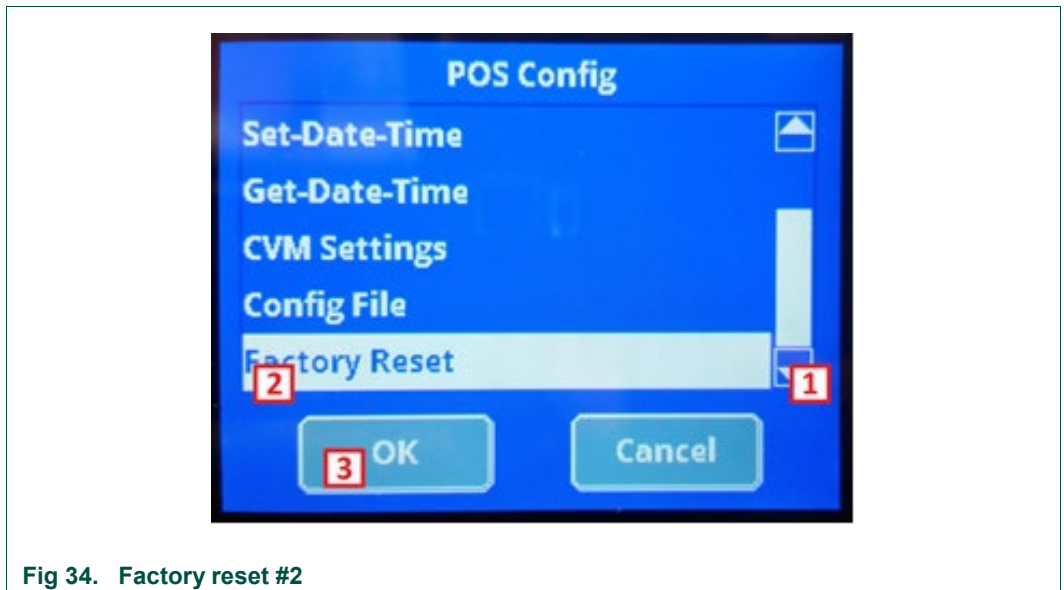 POS Config
Set-Date-Time
Get-Date-Time
CVM Settings
Config File
Factory Reset
2
1
3
OK
Cancel
Fig 34. Factory reset #2